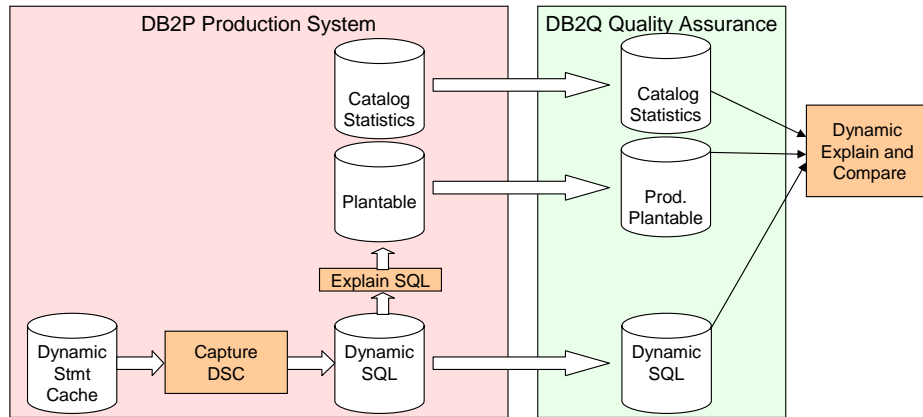 DB2P Production System
DB2Q Quality Assurance
Catalog
Statistics
Catalog
Statistics
Dynamic
Explain and
Compare
Plantable
Prod.
Plantable
Explain SQL
Dynamic
Stmt
Cache
Capture
DSC
Dynamic
SQL
Dynamic
SQL